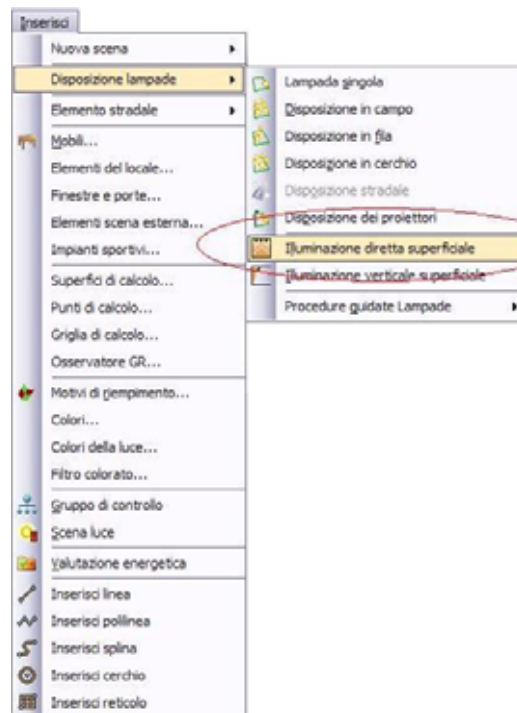 Inserisci
Nuova scena
Disposizione lampade
Elemento stradale
Mobili...
Elementi del locale...
Finestre e porte...
Elementi scena esterna...
Impianti sportivi...
Superfici di calcolo...
Punti di calcolo...
Griglia di calcolo...
Osservatore GR...
Motivi di riempimento...
Colori...
Colori della luce...
Filtro colorato...
Gruppo di controllo
Scena luce
Valutazione energetica
Inserisci linea
Inserisci polilinea
Inserisci splina
Inserisci cerchio
Inserisci reticolo
Lampada singola
Disposizione in campo
Disposizione in fila
Disposizione in cerchio
Disposizione stradale
Disposizione dei proiettori
Illuminazione diretta superficiale
Illuminazione verticale superficiale
Procedure guidate Lampade